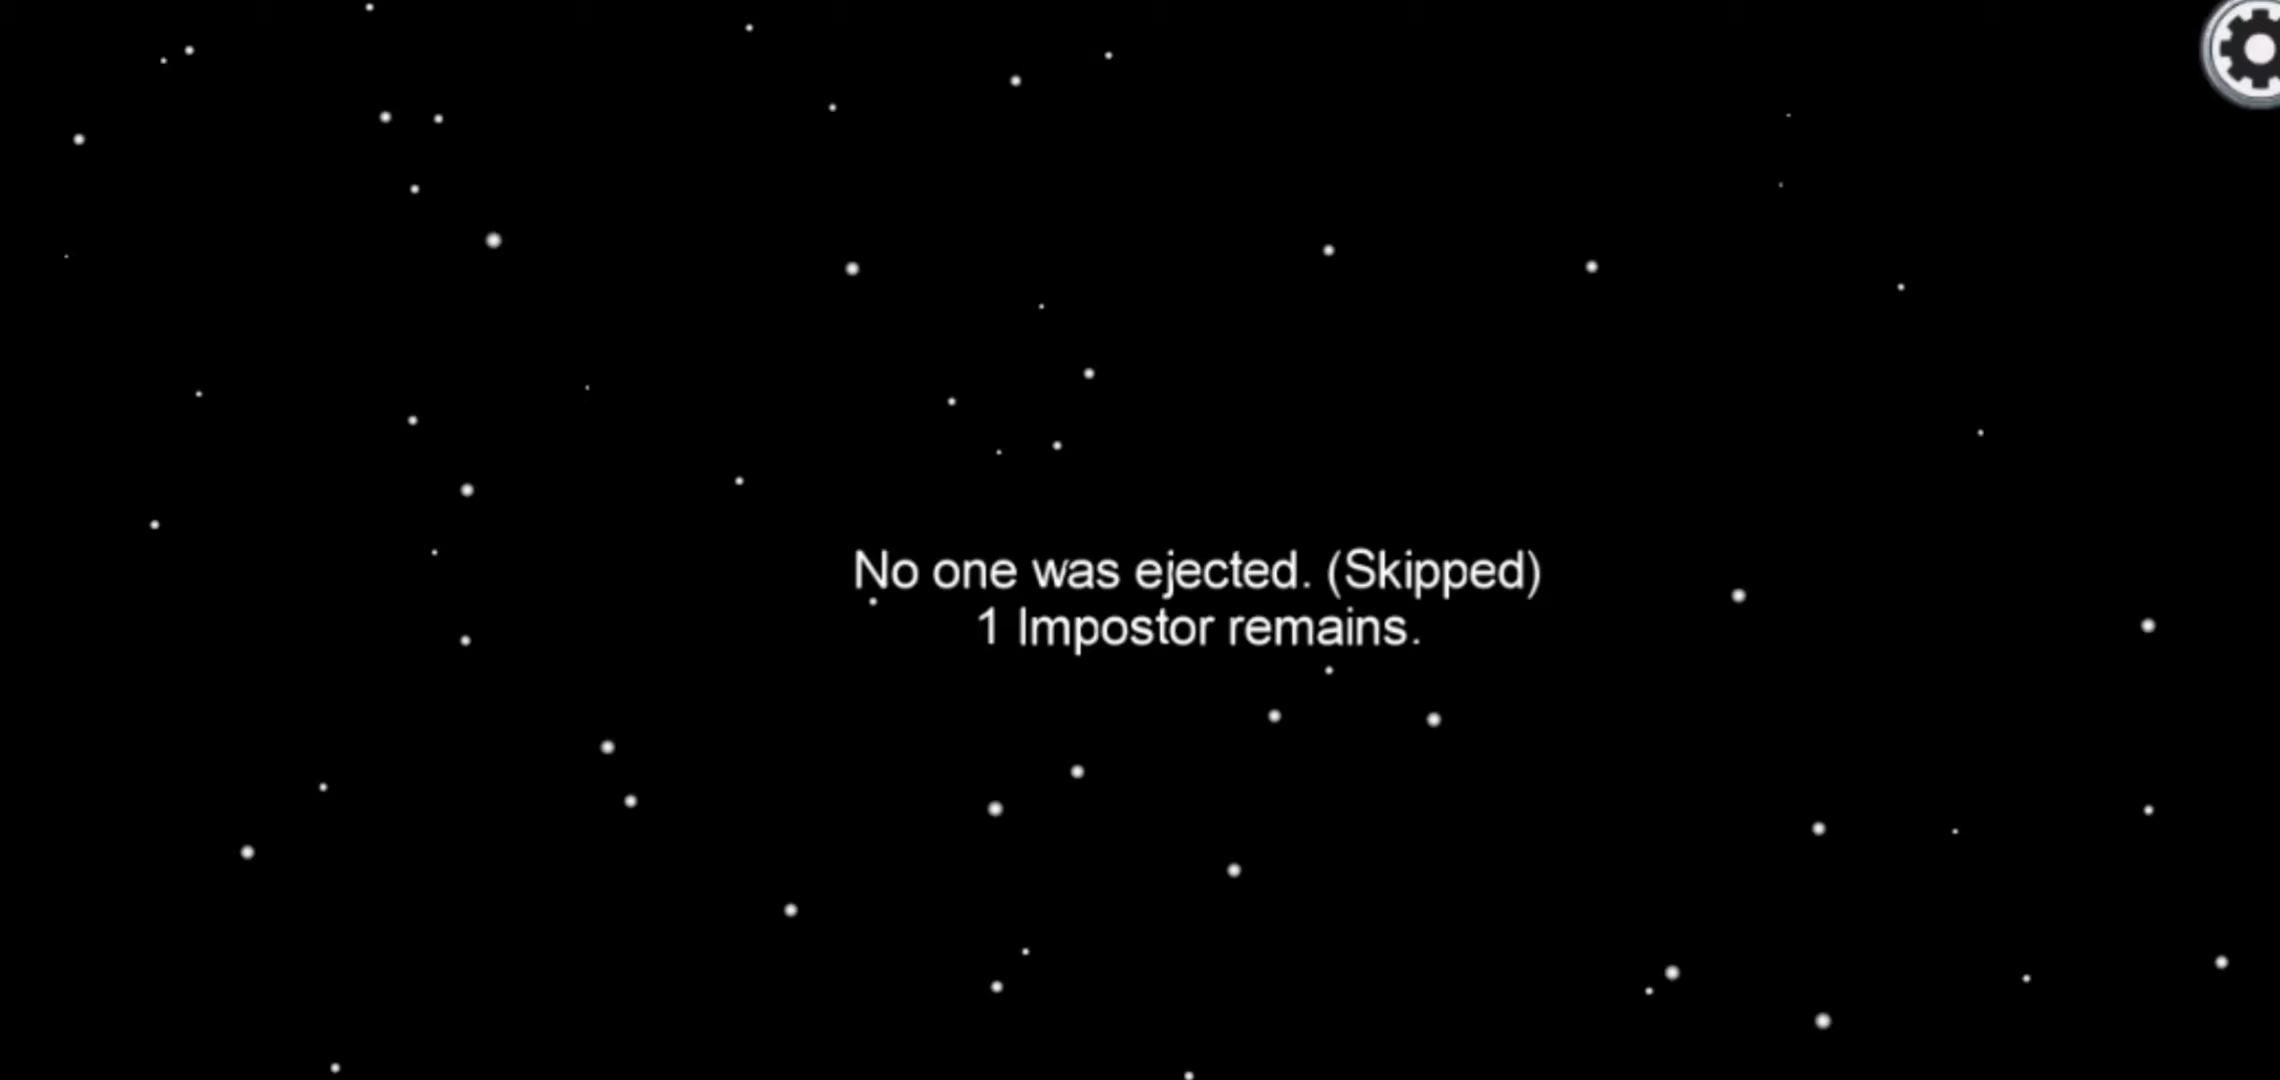 No one was ejected. (Skipped)
1 Impostor remains.